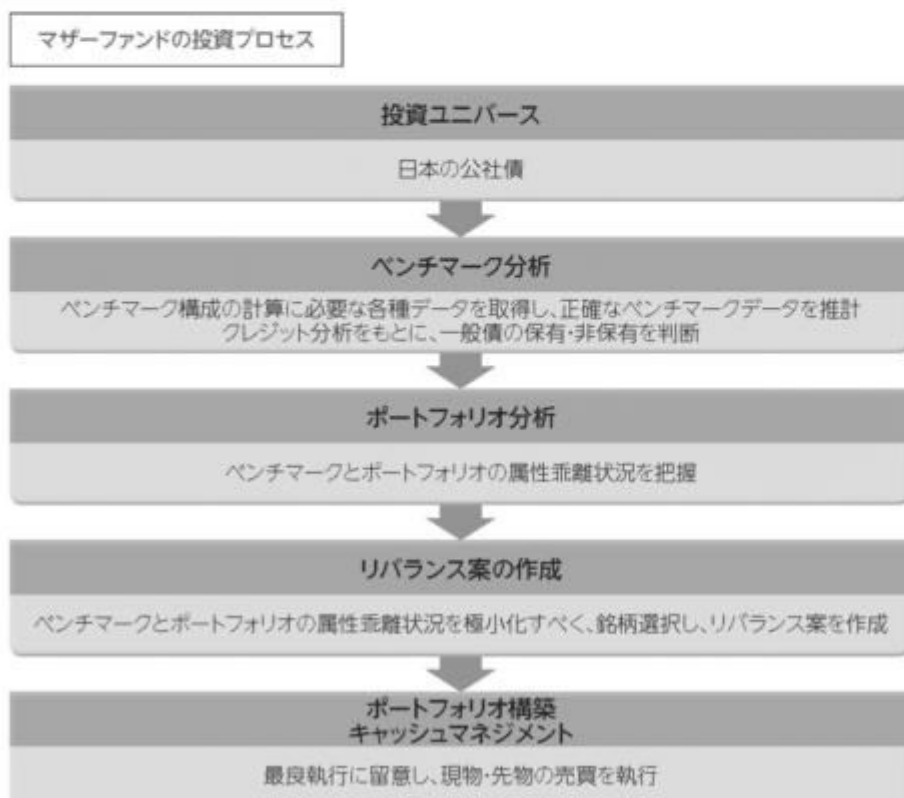 マザーファンドの投資プロセス
投資ユニバース
日本の公社債
ベンチマーク分析
ベンチマーク構成の計算に必要な各種データを取得し、正確なベンチマークデータを推計
クレジット分析をもとに、一般債の保有・非保有を判断
ポートフォリオ分析
ベンチマークとポートフォリオの属性乖離状況を把握
リバランス案の作成
ベンチマークとポートフォリオの属性乖離状況を極小化すべく、銘柄選択し、リバランス案を作成
ポートフォリオ構築
キャッシュマネジメント
最良執行に留意し、現物・先物の売買を執行